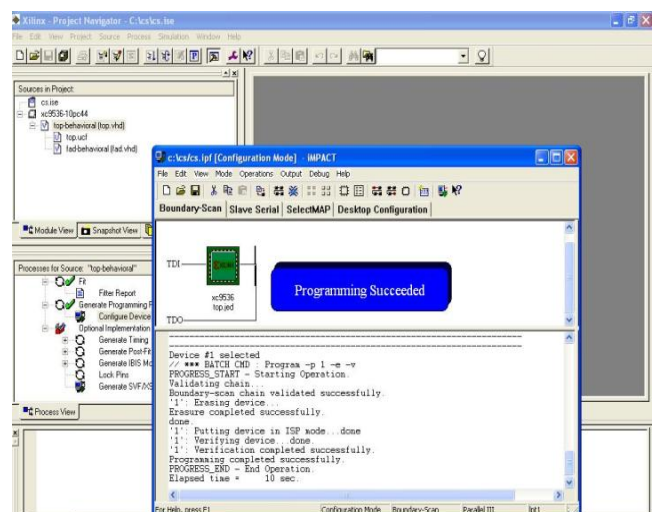 Xilinx - Project Navigator - C:\cs\cs.ise
File Edit View Project Source Process Simulation Window Help
Sources in Project:
cs.ise
xc9536-10pc44
top-behavioral (top.vhd)
top.ucf
fad-behavioral (fad.vhd)
Module View Snapshot View
Processes for Source: "top-behavioral"
Fit
Fitter Report
Generate Programming F
Configure Device
Optional Implementation
Generate Timing
Generate Post-Fit
Generate IBIS Mo
Lock Pins
Generate SVF/XS
Process View
c:\cs/cs.ipf [Configuration Mode] - iMPACT
File Edit View Mode Operations Output Debug Help
Boundary-Scan Slave Serial SelectMAP Desktop Configuration
TDI
xc9536
top.jed
TDO
Programming Succeeded
Device #1 selected
// *** BATCH CMD : Program -p 1 -e -v
PROGRESS_START - Starting Operation.
Validating chain...
Boundary-scan chain validated successfully.
'1': Erasing device...
Erasure completed successfully.
done.
'1': Putting device in ISP mode...done
'1': Verifying device...done.
'1': Verification completed successfully.
Programming completed successfully.
PROGRESS_END - End Operation.
Elapsed time = 10 sec.
For Help, press F1 Configuration Mode Boundary-Scan Parallel III lpt1